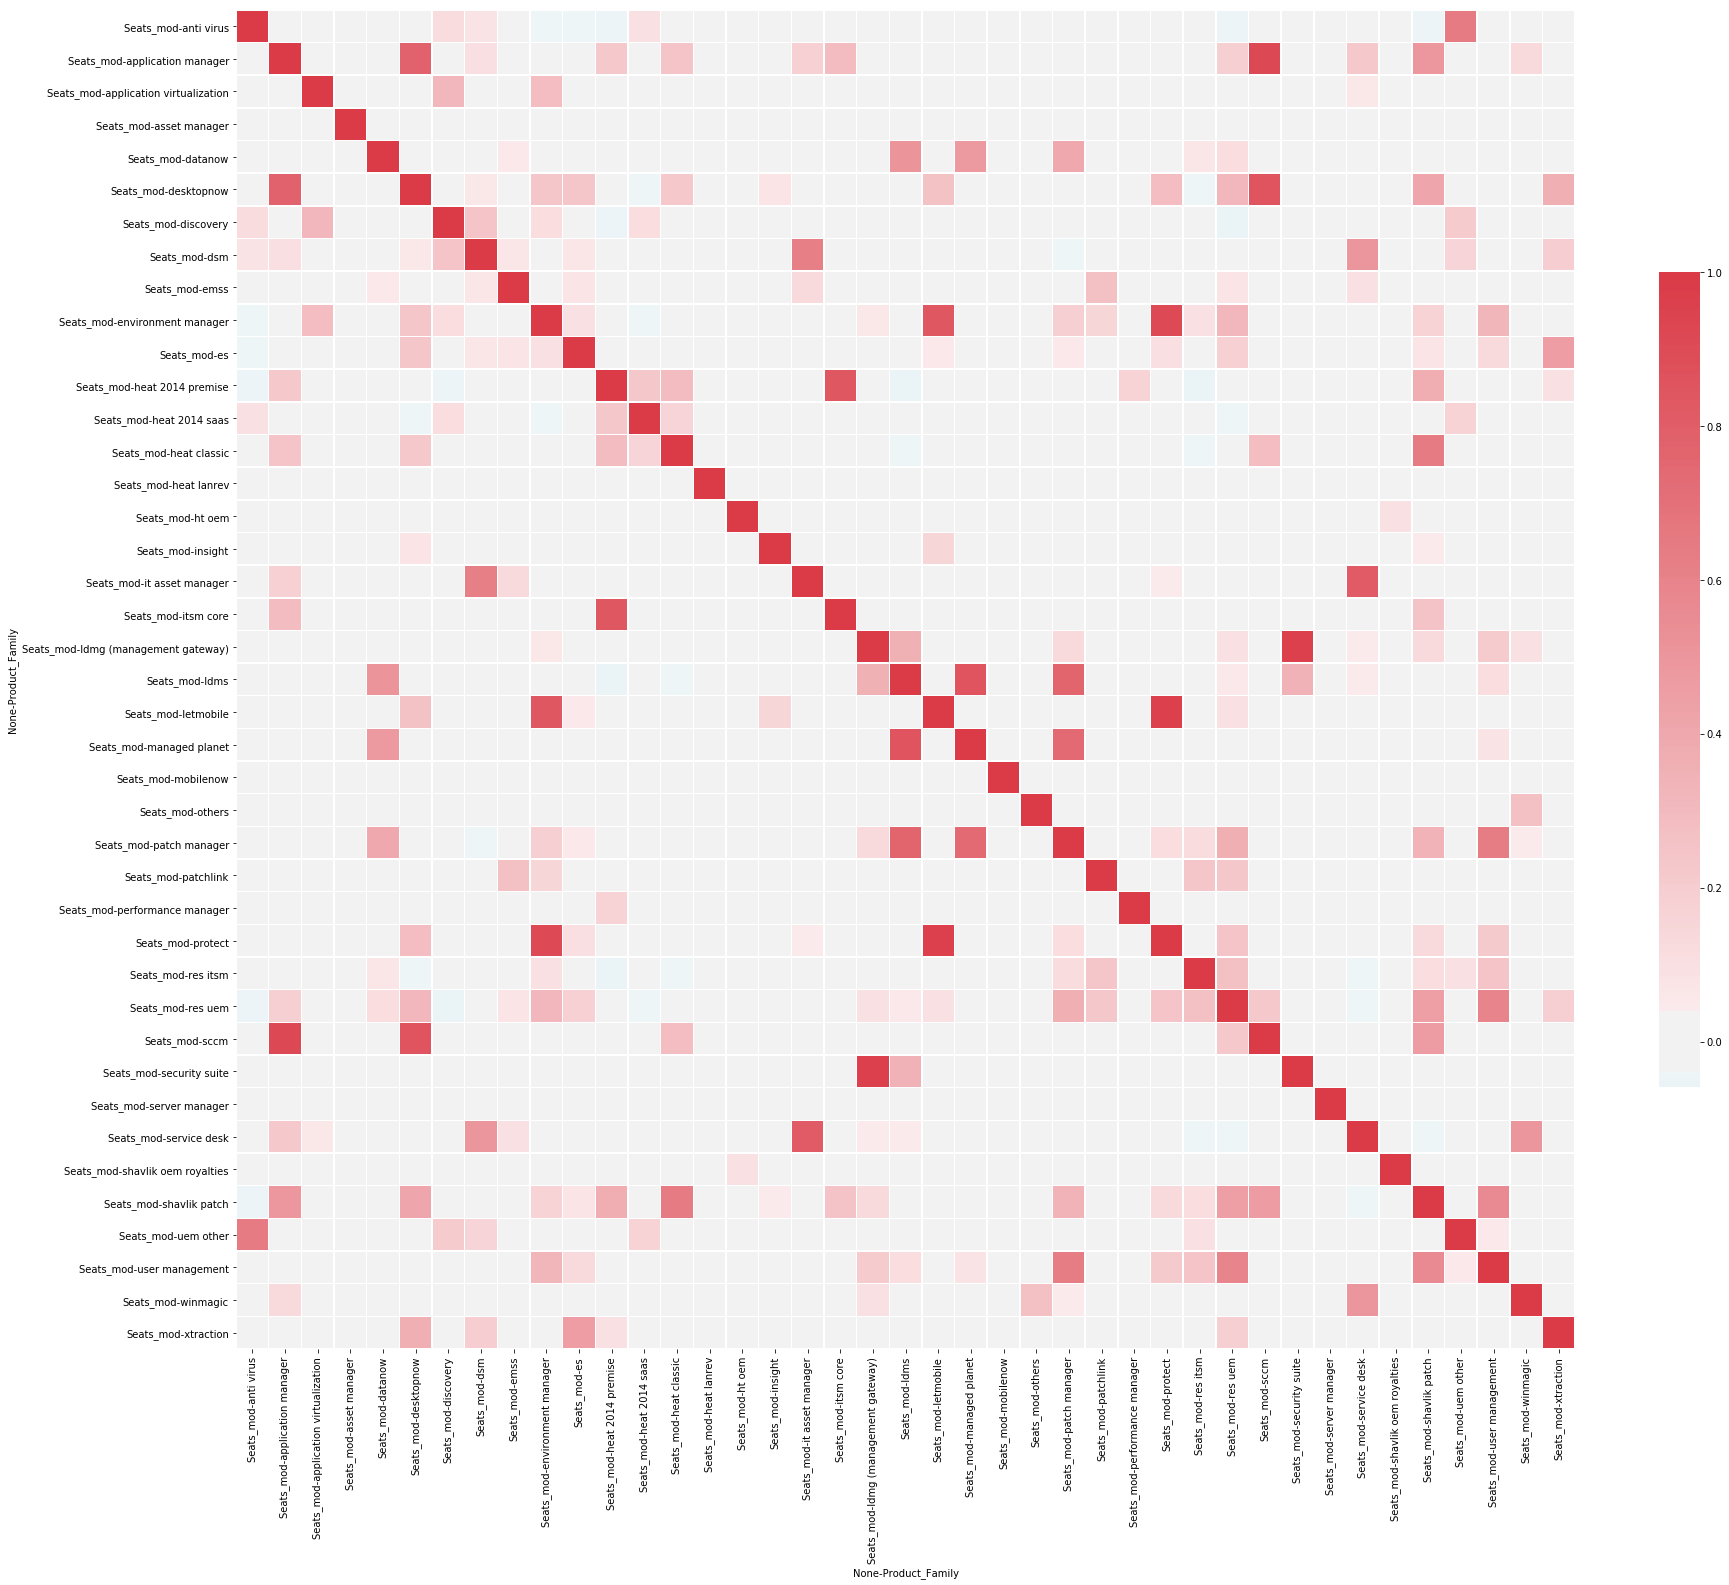 Seats_mod-anti virus
Seats_mod-application manager
Seats_mod-application virtualization
Seats_mod-asset manager
Seats_mod-datanow
Seats_mod-desktopnow
Seats_mod-discovery
Seats_mod-dsm
Seats_mod-emss
Seats_mod-environment manager
Seats_mod-es
Seats_mod-heat 2014 premise
Seats_mod-heat 2014 saas
Seats_mod-heat classic
Seats_mod-heat lanrev
Seats_mod-ht oem
Seats_mod-insight
Seats_mod-it asset manager
Seats_mod-itsm core
Seats_mod-ldmg (management gateway)
Seats_mod-ldms
Seats_mod-letmobile
Seats_mod-managed planet
Seats_mod-mobilenow
Seats_mod-others
Seats_mod-patch manager
Seats_mod-patchlink
Seats_mod-performance manager
Seats_mod-protect
Seats_mod-res itsm
Seats_mod-res uem
Seats_mod-sccm
Seats_mod-security suite
Seats_mod-server manager
Seats_mod-service desk
Seats_mod-shavlik oem royalties
Seats_mod-shavlik patch
Seats_mod-uem other
Seats_mod-user management
Seats_mod-winmagic
Seats_mod-xtraction
None-Product_Family
Seats_mod-anti virus
Seats_mod-application manager
Seats_mod-application virtualization
Seats_mod-asset manager
Seats_mod-datanow
Seats_mod-desktopnow
Seats_mod-discovery
Seats_mod-dsm
Seats_mod-emss
Seats_mod-environment manager
Seats_mod-es
Seats_mod-heat 2014 premise
Seats_mod-heat 2014 saas
Seats_mod-heat classic
Seats_mod-heat lanrev
Seats_mod-ht oem
Seats_mod-insight
Seats_mod-it asset manager
Seats_mod-itsm core
Seats_mod-ldmg (management gateway)
Seats_mod-ldms
Seats_mod-letmobile
Seats_mod-managed planet
Seats_mod-mobilenow
Seats_mod-others
Seats_mod-patch manager
Seats_mod-patchlink
Seats_mod-performance manager
Seats_mod-protect
Seats_mod-res itsm
Seats_mod-res uem
Seats_mod-sccm
Seats_mod-security suite
Seats_mod-server manager
Seats_mod-service desk
Seats_mod-shavlik oem royalties
Seats_mod-shavlik patch
Seats_mod-uem other
Seats_mod-user management
Seats_mod-winmagic
Seats_mod-xtraction
None-Product_Family
1.0
0.8
0.6
0.4
0.2
0.0